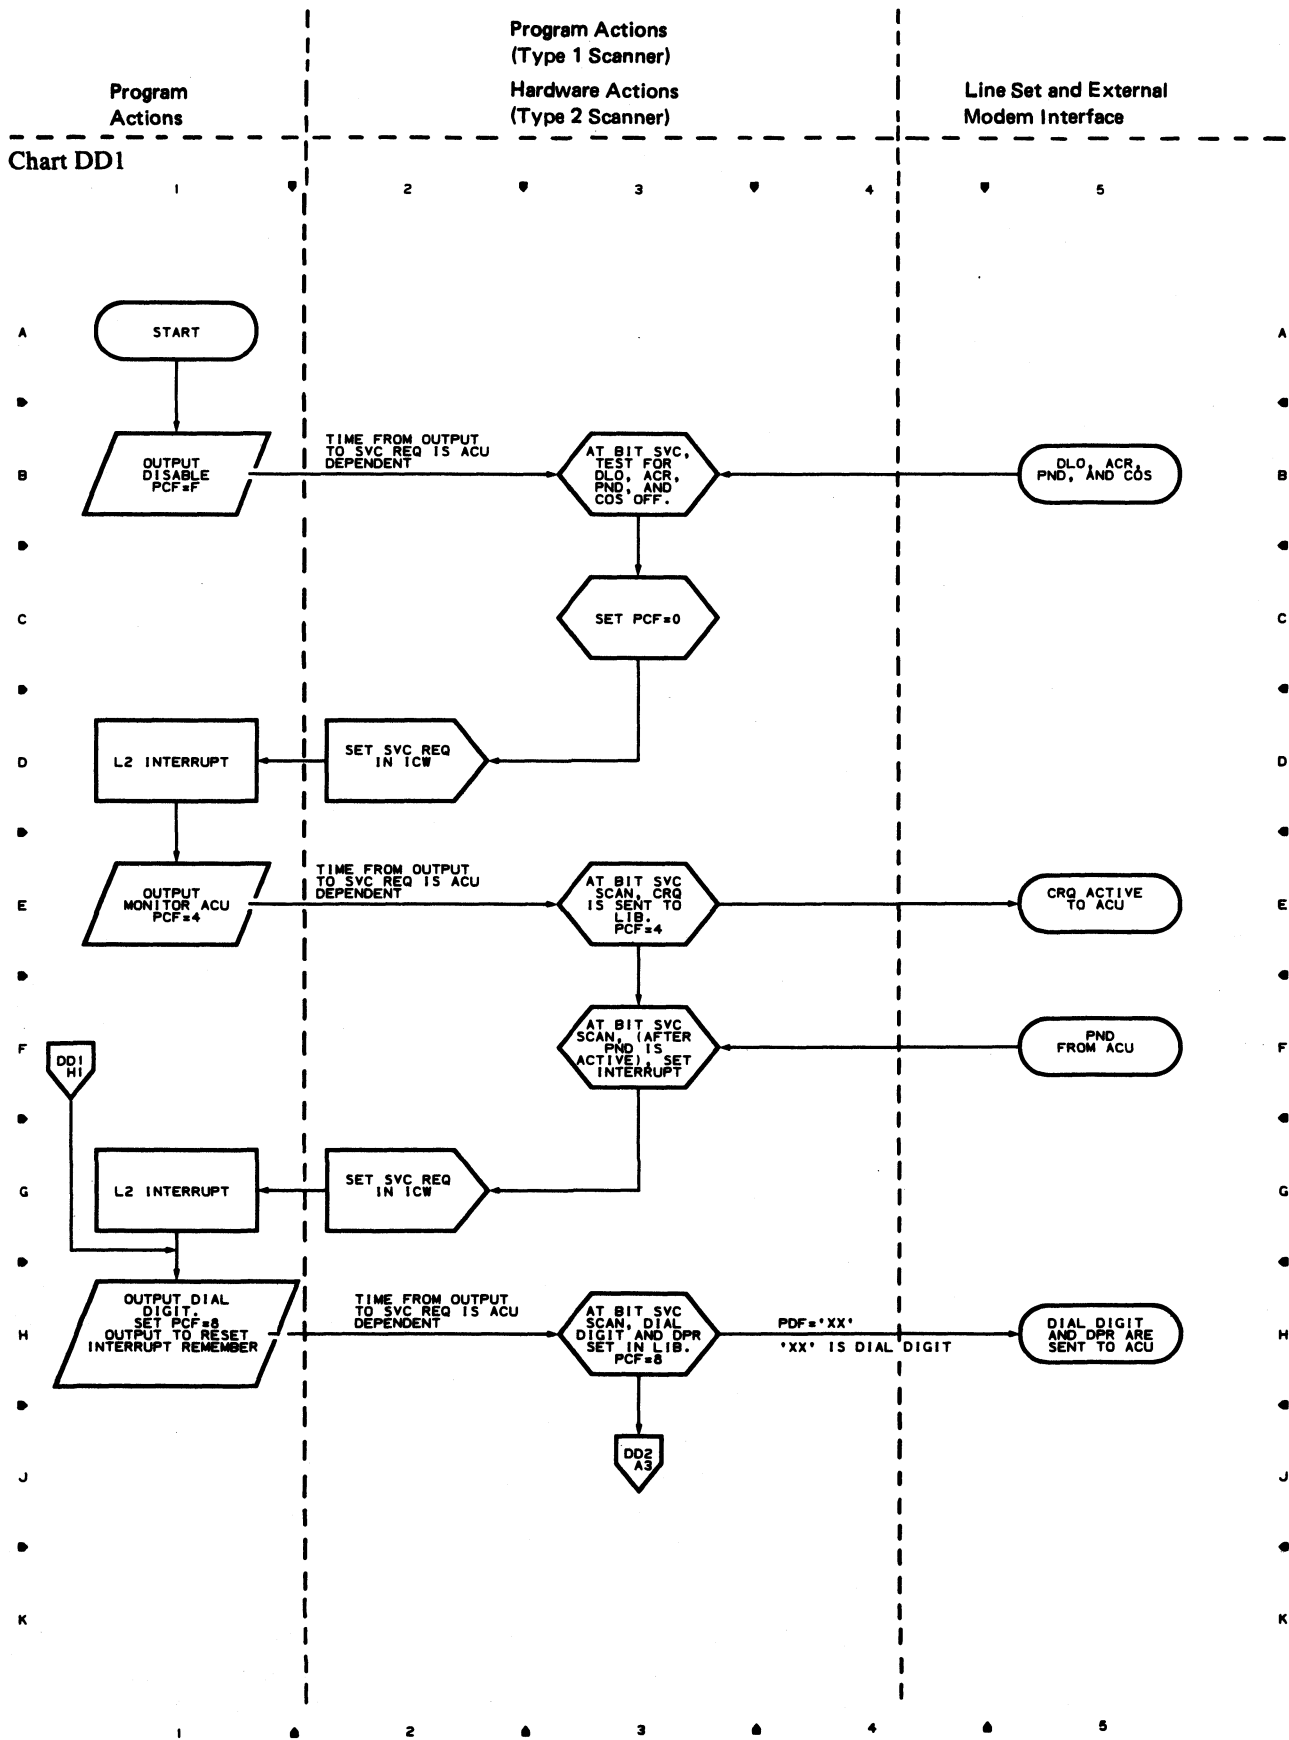 Program Actions
(Type 1 Scanner)
Program
Actions
Hardware Actions
(Type 2 Scanner)
Line Set and External
Modem Interface
Chart DD1
1 2 3 4 5
A START A
B OUTPUT
DISABLE
PCF=F
TIME FROM OUTPUT
TO SVC REQ IS ACU
DEPENDENT
AT BIT SVC,
TEST FOR
DLO, ACR,
PND, AND
COS OFF.
DLO, ACR,
PND, AND COS
B
C SET PCF=0 C
D L2 INTERRUPT
SET SVC REQ
IN ICW
D
E OUTPUT
MONITOR ACU
PCF=4
TIME FROM OUTPUT
TO SVC REQ IS ACU
DEPENDENT
AT BIT SVC
SCAN, CRQ
IS SENT TO
LIB.
PCF=4
CRQ ACTIVE
TO ACU
E
F DD1
H1
AT BIT SVC
SCAN, (AFTER
PND IS
ACTIVE), SET
INTERRUPT
PND
FROM ACU
F
G L2 INTERRUPT
SET SVC REQ
IN ICW
G
H OUTPUT DIAL
DIGIT.
SET PCF=8
OUTPUT TO RESET
INTERRUPT REMEMBER
TIME FROM OUTPUT
TO SVC REQ IS ACU
DEPENDENT
AT BIT SVC
SCAN, DIAL
DIGIT AND DPR
SET IN LIB.
PCF=8
PDF='XX'
'XX' IS DIAL DIGIT
DIAL DIGIT
AND DPR ARE
SENT TO ACU
H
J DD2
A3
J
K K
1 2 3 4 5